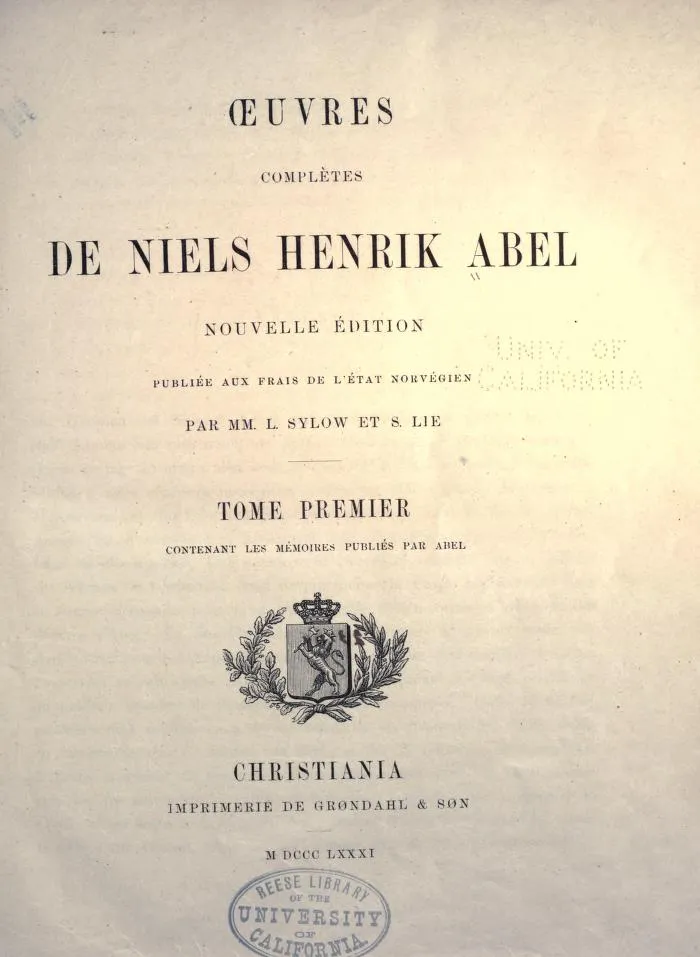 ŒUVRES
COMPLÈTES
DE NIELS HENRIK ABEL
NOUVELLE ÉDITION
UNIV. OF
CALIFORNIA
PUBLIÉE AUX FRAIS DE L'ÉTAT NORVÉGIEN
PAR MM. L. SYLOW ET S. LIE
TOME PREMIER
CONTENANT LES MÉMOIRES PUBLIÉS PAR ABEL
CHRISTIANIA
IMPRIMERIE DE GRØNDAHL & SØN
M DCCC LXXXI
REESE LIBRARY
OF THE
UNIVERSITY
OF
CALIFORNIA.